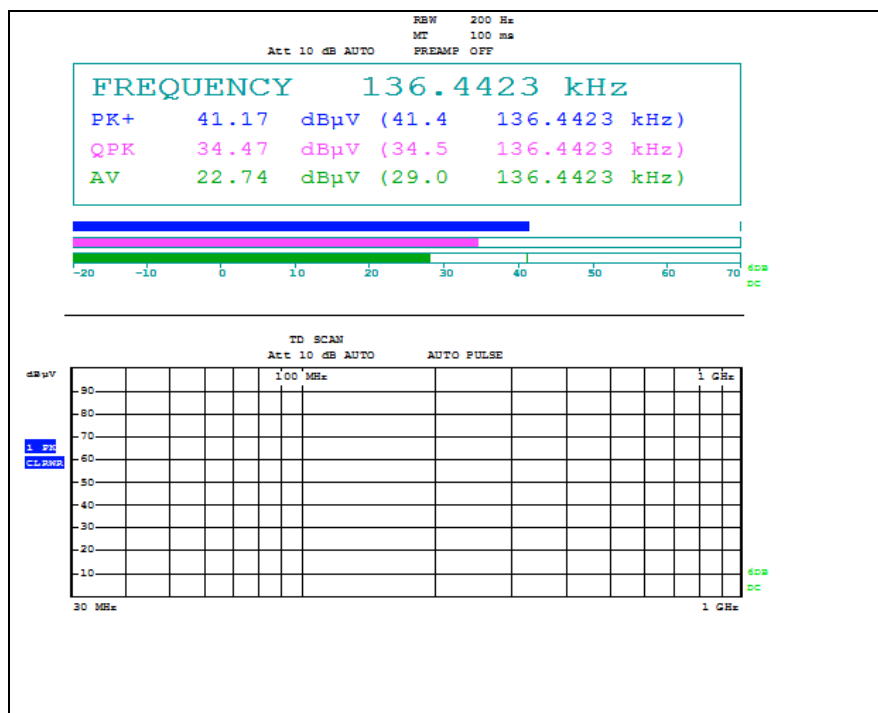 RBW 200 Hz
MT 100 ms
Att 10 dB AUTO PREAMP OFF
FREQUENCY 136.4423 kHz
PK+ 41.17 dBµV (41.4 136.4423 kHz)
QPK 34.47 dBµV (34.5 136.4423 kHz)
AV 22.74 dBµV (29.0 136.4423 kHz)
-20 -10 0 10 20 30 40 50 60 70
6DB
DC
TD SCAN
Att 10 dB AUTO AUTO PULSE
dBµV
100 MHz 1 GHz
90
80
70
1 PK
CLRWR
60
50
40
30
20
10
6DB
DC
30 MHz 1 GHz